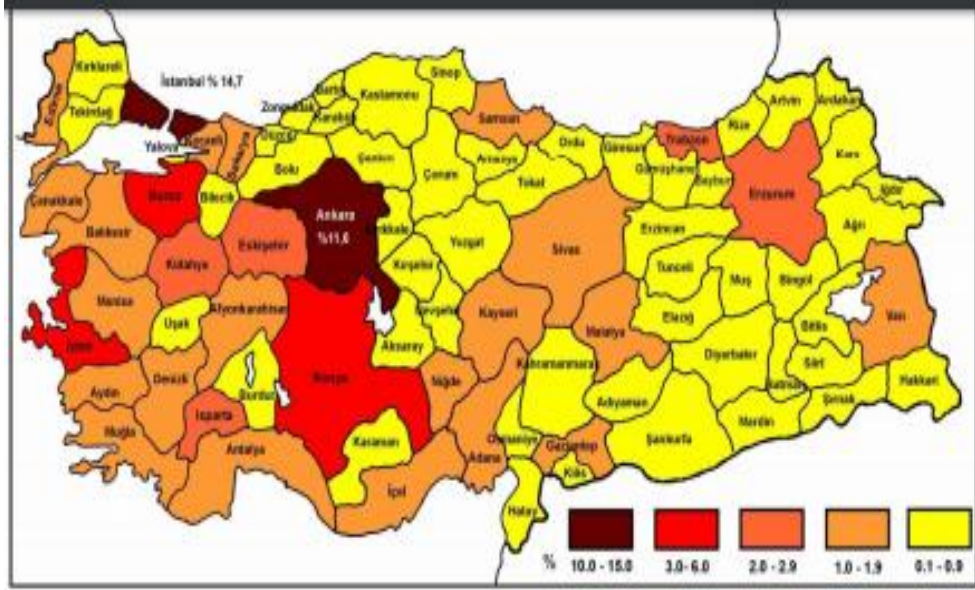 Kırklareli
Edirne
Tekirdağ
İstanbul % 14,7
Yalova
Kocaeli
Sakarya
Düzce
Zonguldak
Bartın
Karabük
Kastamonu
Sinop
Samsun
Bolu
Çankırı
Çorum
Amasya
Tokat
Ordu
Giresun
Gümüşhane
Trabzon
Bayburt
Rize
Artvin
Ardahan
Kars
Iğdır
Ağrı
Erzurum
Erzincan
Çanakkale
Balıkesir
Bursa
Bilecik
Kütahya
Eskişehir
Ankara
%11,6
Kırıkkale
Yozgat
Kırşehir
Sivas
Tunceli
Muş
Bingöl
Elazığ
Bitlis
Van
Manisa
İzmir
Uşak
Afyonkarahisar
Konya
Aksaray
Nevşehir
Kayseri
Malatya
Diyarbakır
Batman
Siirt
Hakkari
Şırnak
Aydın
Denizli
Burdur
Isparta
Niğde
Kahramanmaraş
Adıyaman
Mardin
Şanlıurfa
Muğla
Antalya
Karaman
İçel
Adana
Osmaniye
Gaziantep
Kilis
Hatay
% 10.0 - 15.0 3.0- 6.0 2.0 - 2.9 1.0 - 1.9 0.1 - 0.9